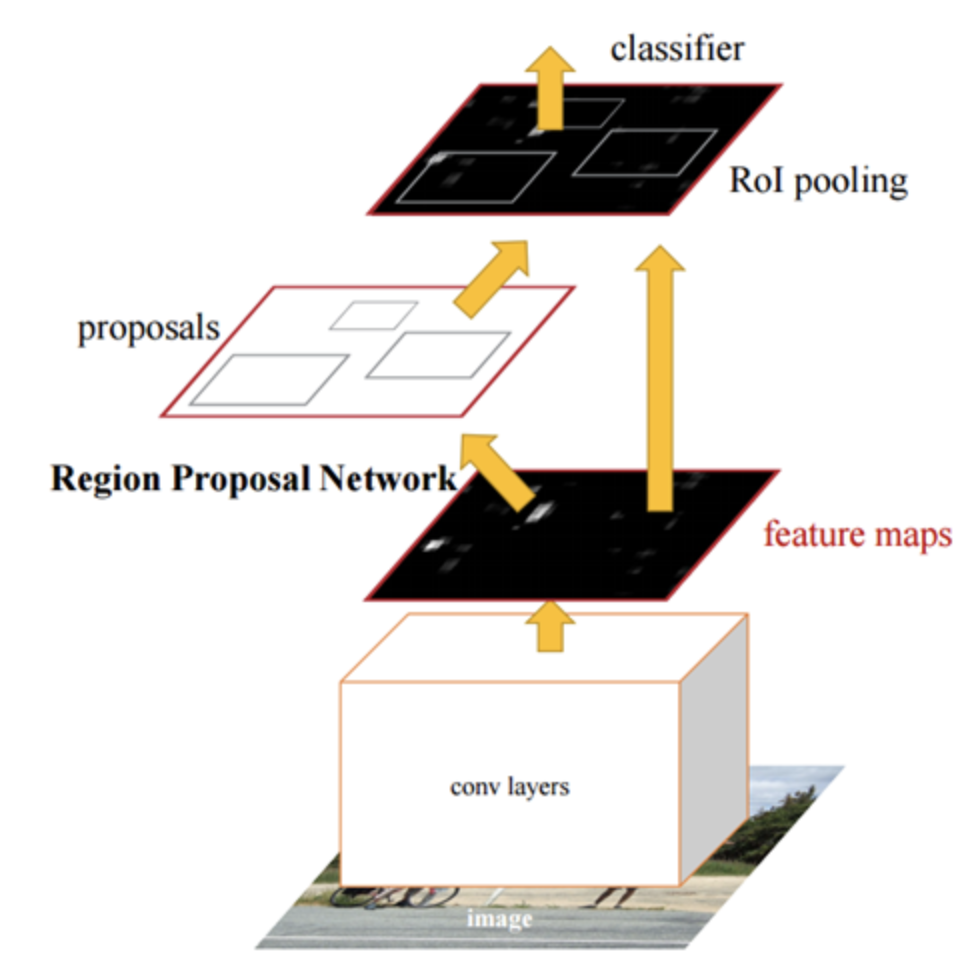 classifier
RoI pooling
proposals
Region Proposal Network
feature maps
conv layers
image